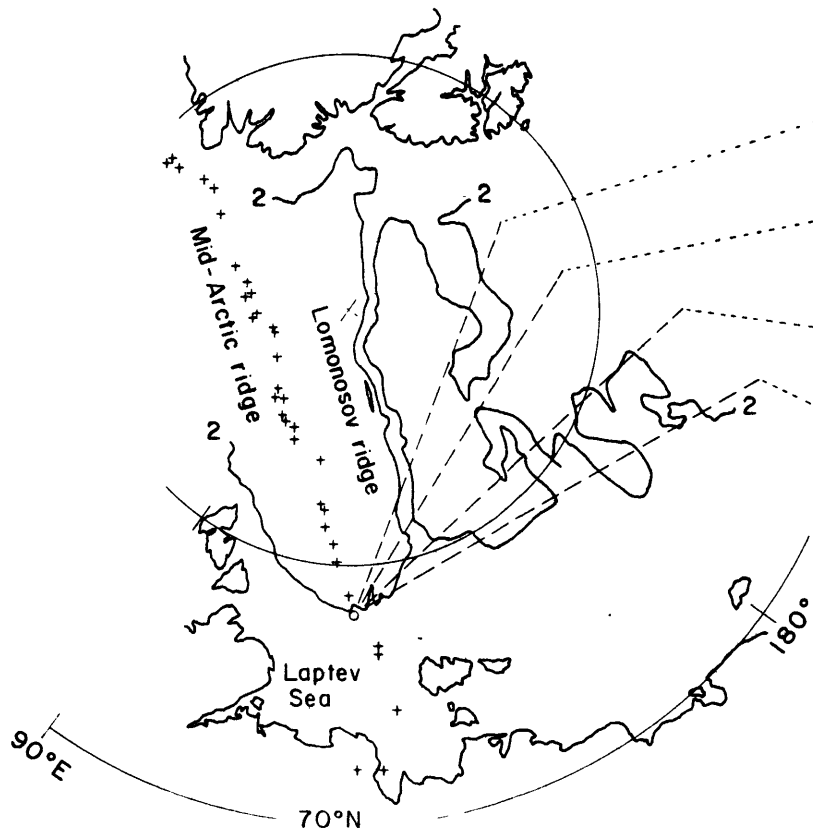 2
2
Mid-Arctic ridge
Lomonosov ridge
2
2
Laptev
Sea
180°
90°E
70°N